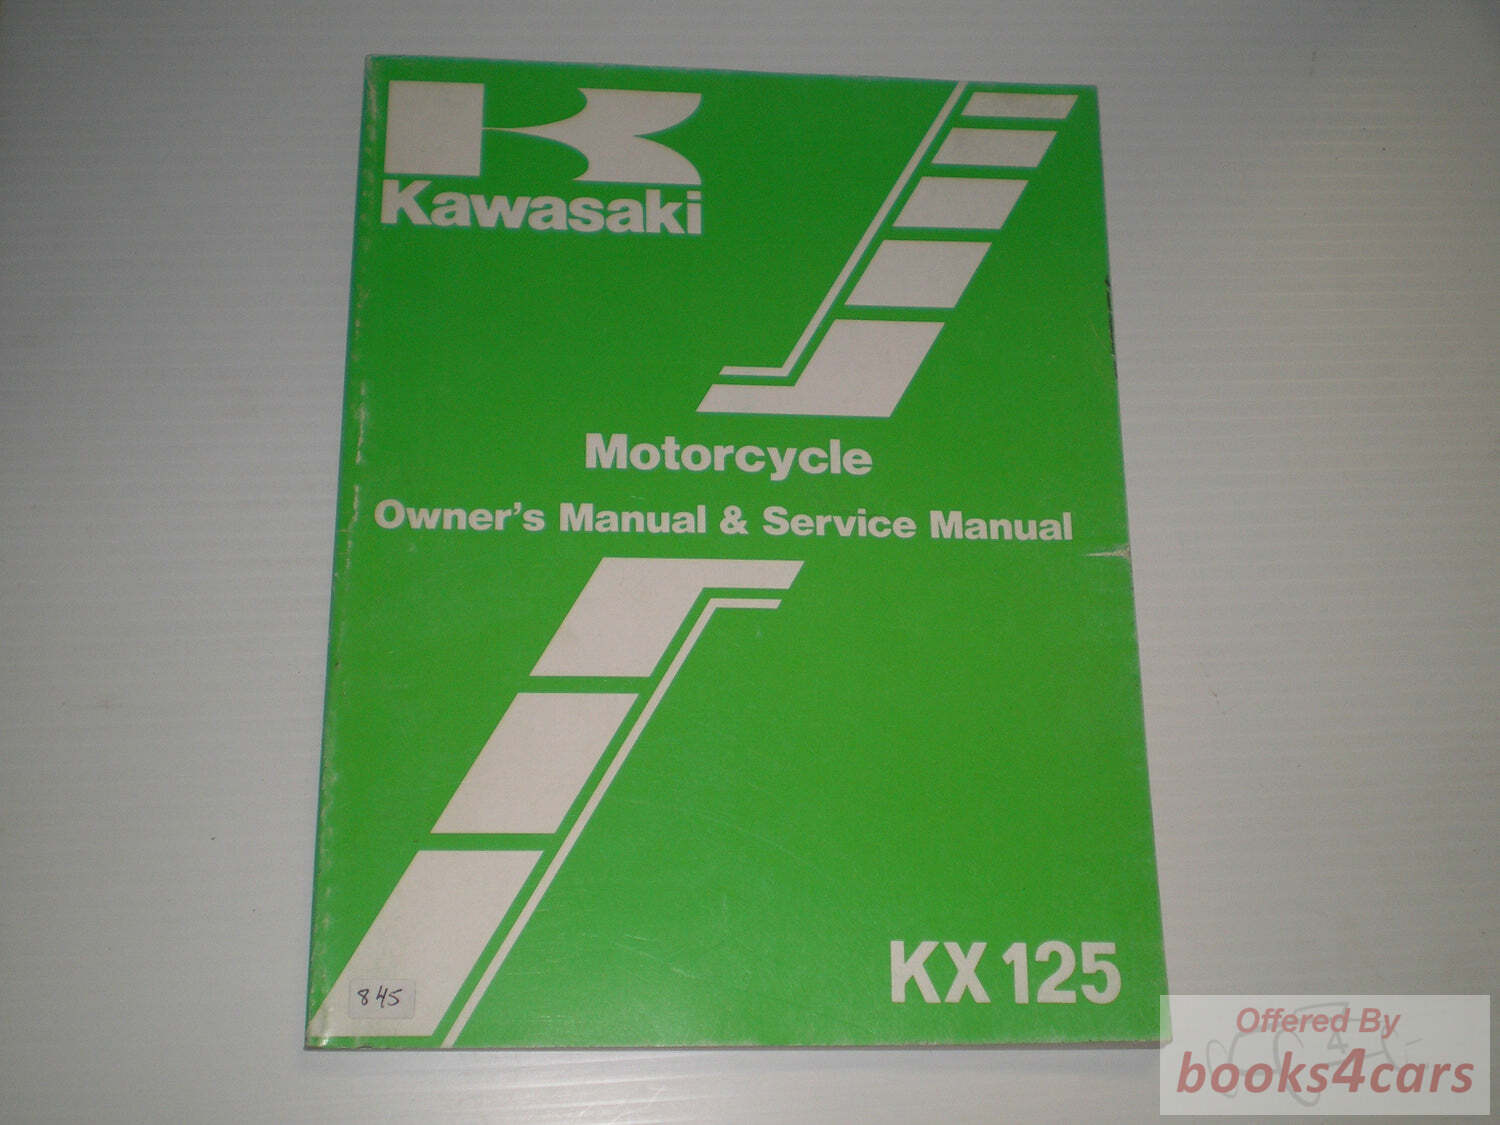 Kawasaki
Motorcycle
Owner's Manual & Service Manual
KX 125
845
Offered By
books4cars